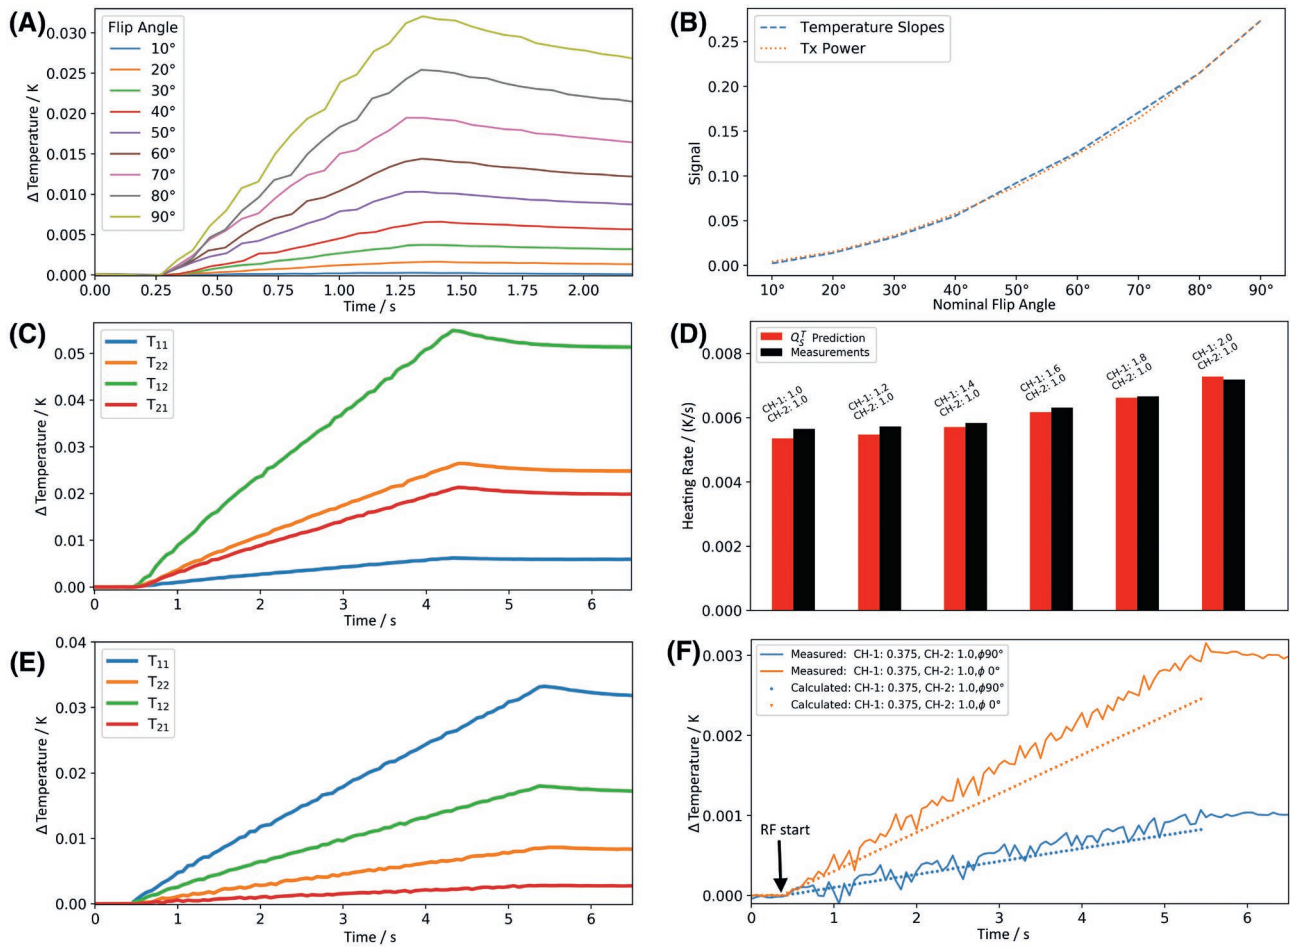 (A)
Flip Angle
10°
20°
30°
40°
50°
60°
70°
80°
90°
0.030
0.025
0.020
0.015
0.010
0.005
0.000
Δ Temperature / K
0.00 0.25 0.50 0.75 1.00 1.25 1.50 1.75 2.00
Time / s
(B)
Temperature Slopes
Tx Power
0.25
0.20
0.15
0.10
0.05
0.00
Signal
10° 20° 30° 40° 50° 60° 70° 80° 90°
Nominal Flip Angle
(C)
T11
T22
T12
T21
0.05
0.04
0.03
0.02
0.01
0.00
Δ Temperature / K
0 1 2 3 4 5 6
Time / s
(D)
QsT Prediction
Measurements
CH-1: 1.0
CH-2: 1.0
CH-1: 1.2
CH-2: 1.0
CH-1: 1.4
CH-2: 1.0
CH-1: 1.6
CH-2: 1.0
CH-1: 1.8
CH-2: 1.0
CH-1: 2.0
CH-2: 1.0
0.008
0.006
0.004
0.002
0.000
Heating Rate / (K/s)
(E)
T11
T22
T12
T21
0.04
0.03
0.02
0.01
0.00
Δ Temperature / K
0 1 2 3 4 5 6
Time / s
(F)
Measured: CH-1: 0.375, CH-2: 1.0,ϕ90°
Measured: CH-1: 0.375, CH-2: 1.0,ϕ 0°
Calculated: CH-1: 0.375, CH-2: 1.0,ϕ90°
Calculated: CH-1: 0.375, CH-2: 1.0,ϕ 0°
RF start
0.003
0.002
0.001
0.000
Δ Temperature / K
0 1 2 3 4 5 6
Time / s